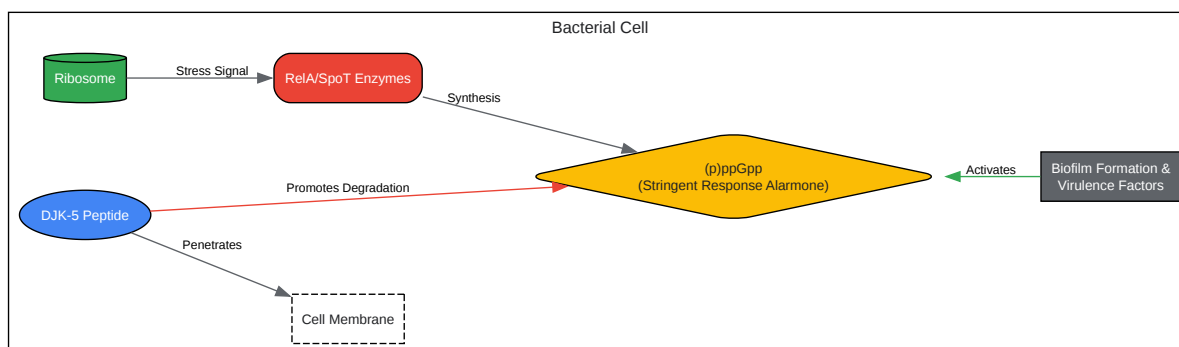 Bacterial Cell
Ribosome
Stress Signal
RelA/SpoT Enzymes
Synthesis
(p)ppGpp
(Stringent Response Alarmone)
Activates
Biofilm Formation &
Virulence Factors
Promotes Degradation
DJK-5 Peptide
Penetrates
Cell Membrane